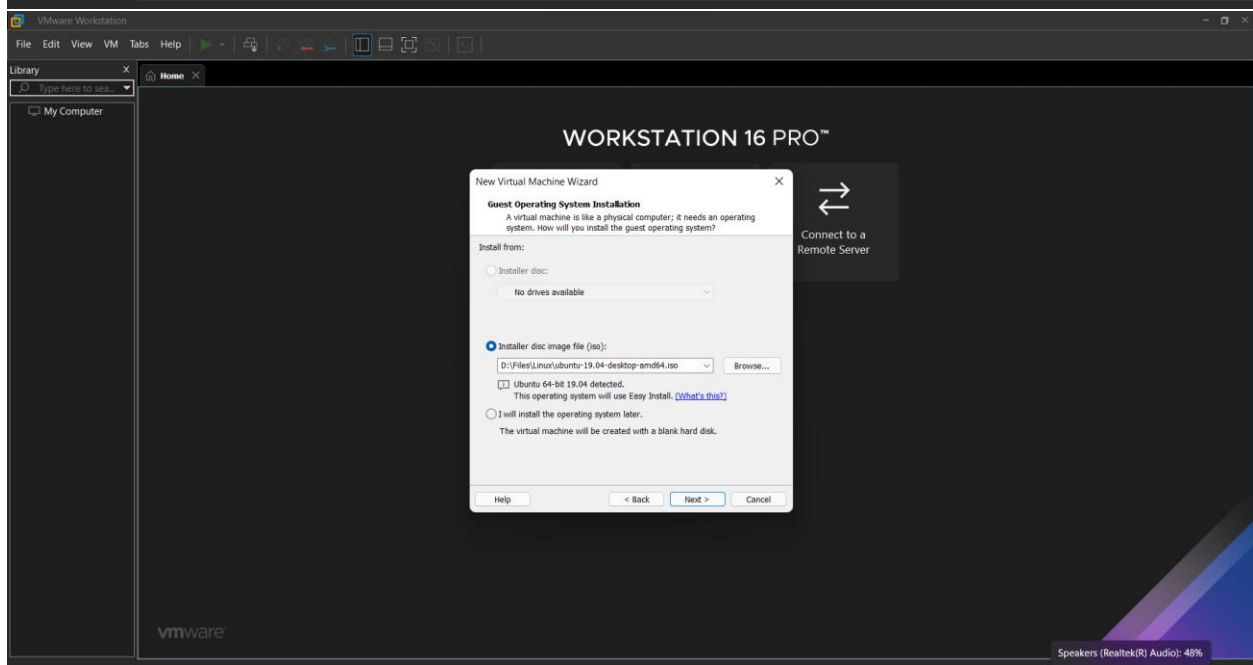 VMware Workstation
File Edit View VM Tabs Help
Library X
Home
Type here to sea...
My Computer
WORKSTATION 16 PRO™
New Virtual Machine Wizard
Guest Operating System Installation
A virtual machine is like a physical computer; it needs an operating
system. How will you install the guest operating system?
Install from:
Installer disc:
No drives available
Installer disc image file (iso):
D:\Files\Linux\ubuntu-19.04-desktop-amd64.iso Browse...
Ubuntu 64-bit 19.04 detected.
This operating system will use Easy Install. (What's this?)
I will install the operating system later.
The virtual machine will be created with a blank hard disk.
Help < Back Next > Cancel
Connect to a
Remote Server
vmware
Speakers (Realtek(R) Audio): 48%